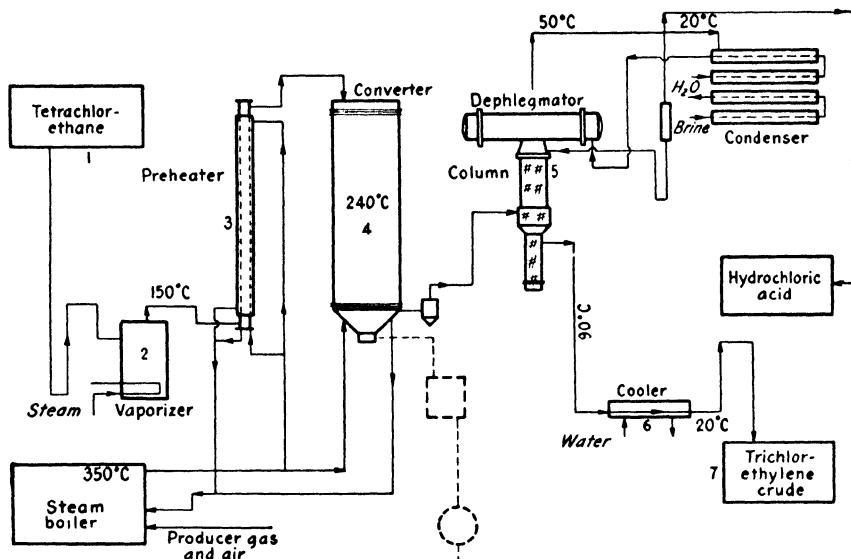 50°C
20°C
Converter
Tetrachlor-
ethane
1
Dephlegmator
H₂O
Brine
Condenser
Preheater
Column
5
240°C
4
3
150°C
Hydrochloric
acid
2
90°C
Steam
Vaporizer
Cooler
6
20°C
Water
350°C
Steam
boiler
7
Trichlor-
ethylene
crude
Producer gas
and air